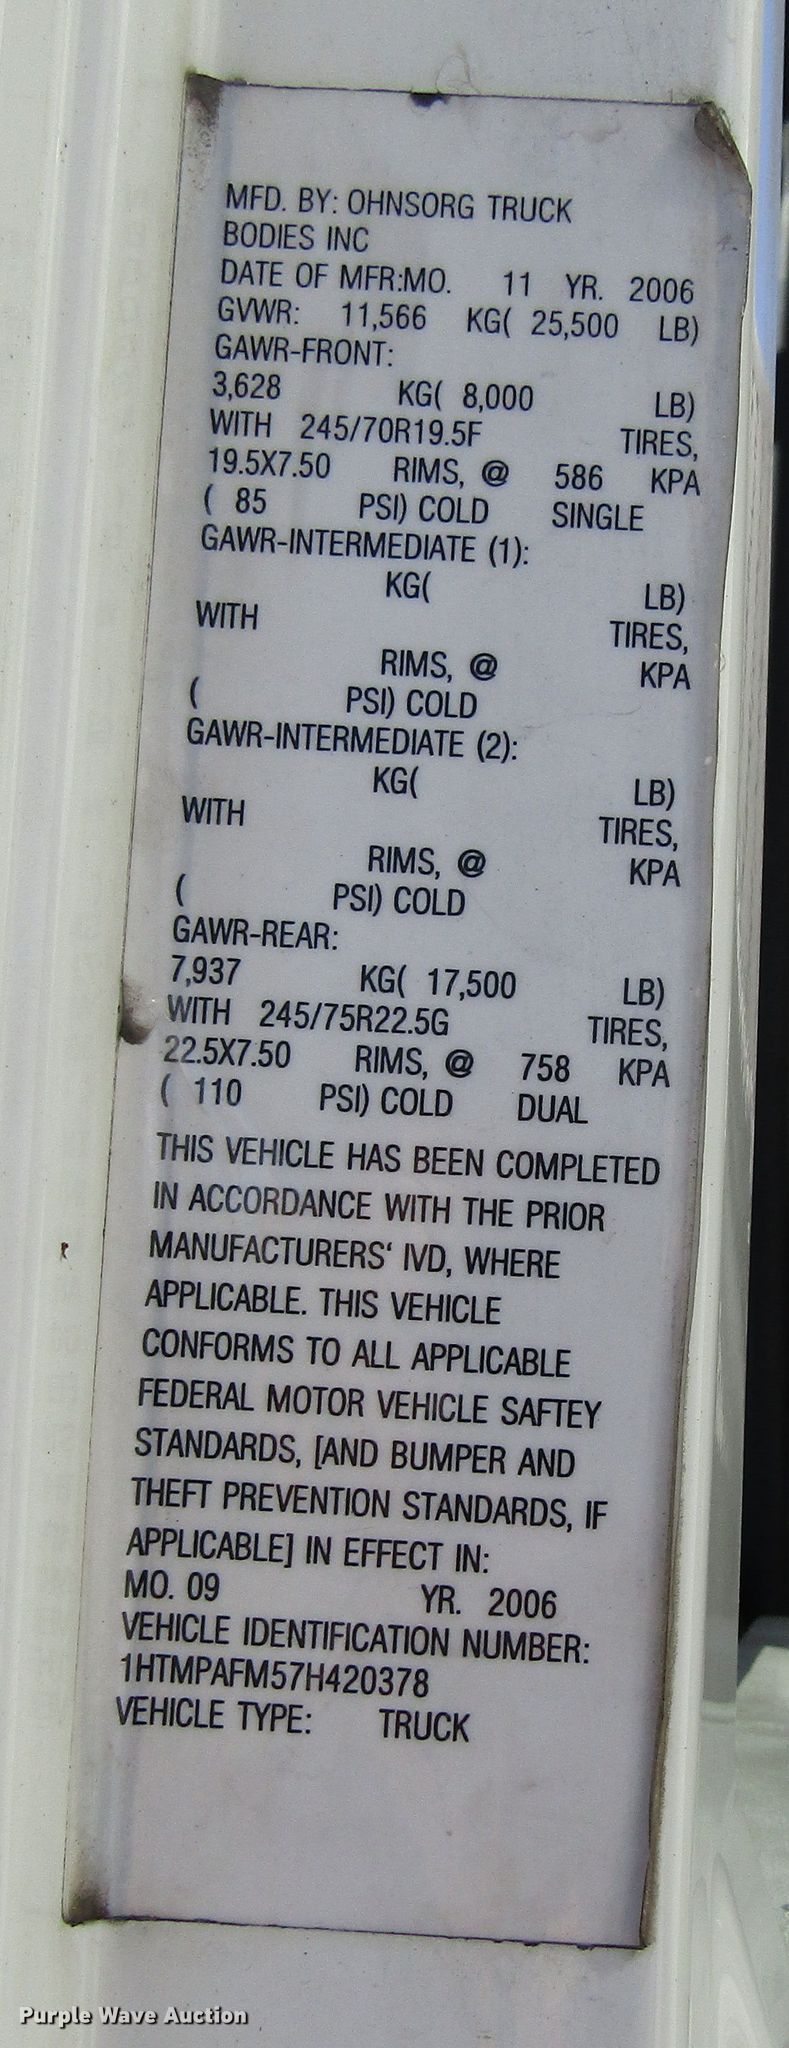 MFD. BY: OHNSORG TRUCK
BODIES INC
DATE OF MFR:MO. 11 YR. 2006
GVWR: 11,566 KG( 25,500 LB)
GAWR-FRONT:
3,628 KG( 8,000 LB)
WITH 245/70R19.5F TIRES,
19.5X7.50 RIMS, @ 586 KPA
( 85 PSI) COLD SINGLE
GAWR-INTERMEDIATE (1):
KG( LB)
WITH TIRES,
RIMS, @ KPA
( PSI) COLD
GAWR-INTERMEDIATE (2):
KG( LB)
WITH TIRES,
RIMS, @ KPA
( PSI) COLD
GAWR-REAR:
7,937 KG( 17,500 LB)
WITH 245/75R22.5G TIRES,
22.5X7.50 RIMS, @ 758 KPA
( 110 PSI) COLD DUAL
THIS VEHICLE HAS BEEN COMPLETED
IN ACCORDANCE WITH THE PRIOR
MANUFACTURERS‘ IVD, WHERE
APPLICABLE. THIS VEHICLE
CONFORMS TO ALL APPLICABLE
FEDERAL MOTOR VEHICLE SAFTEY
STANDARDS, [AND BUMPER AND
THEFT PREVENTION STANDARDS, IF
APPLICABLE] IN EFFECT IN:
MO. 09 YR. 2006
VEHICLE IDENTIFICATION NUMBER:
1HTMPAFM57H420378
VEHICLE TYPE: TRUCK
Purple Wave Auction